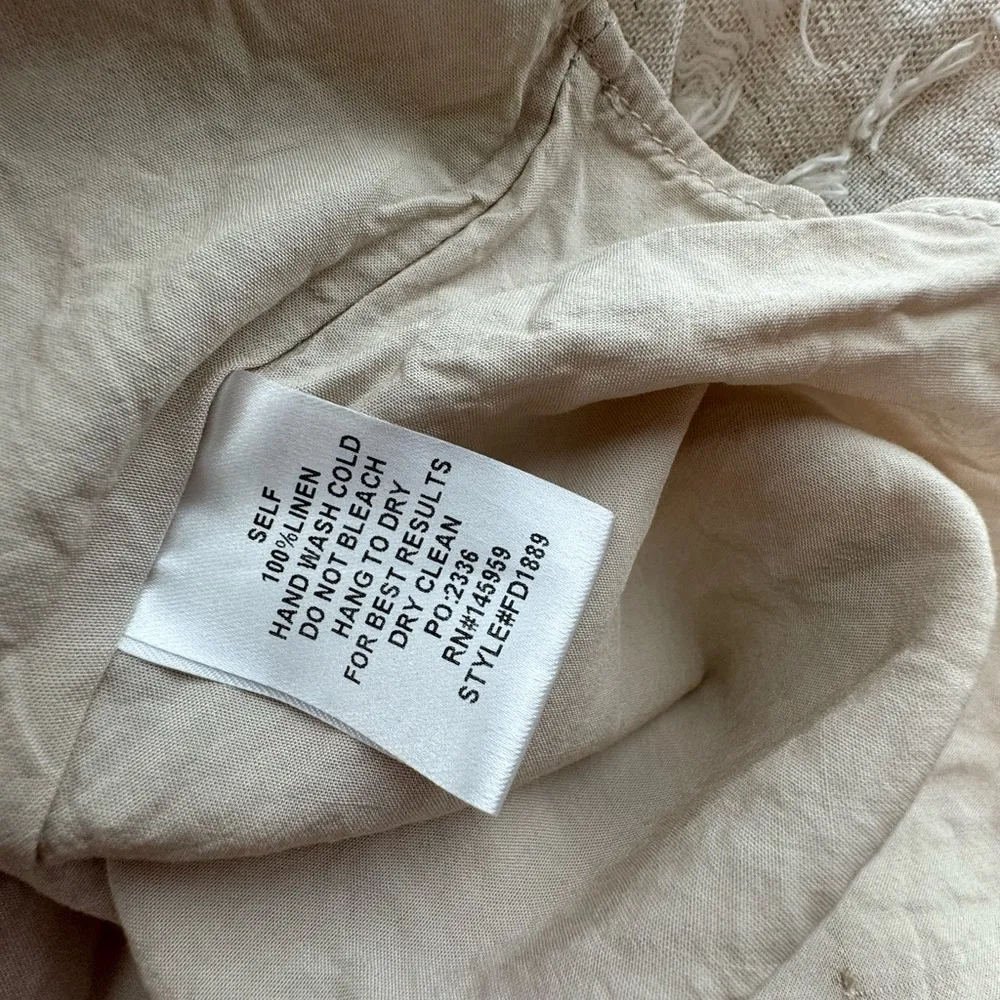 SELF
100%LINEN
HAND WASH COLD
DO NOT BLEACH
HANG TO DRY
FOR BEST RESULTS
DRY CLEAN
PO:2336
RN#145959
STYLE#FD1889